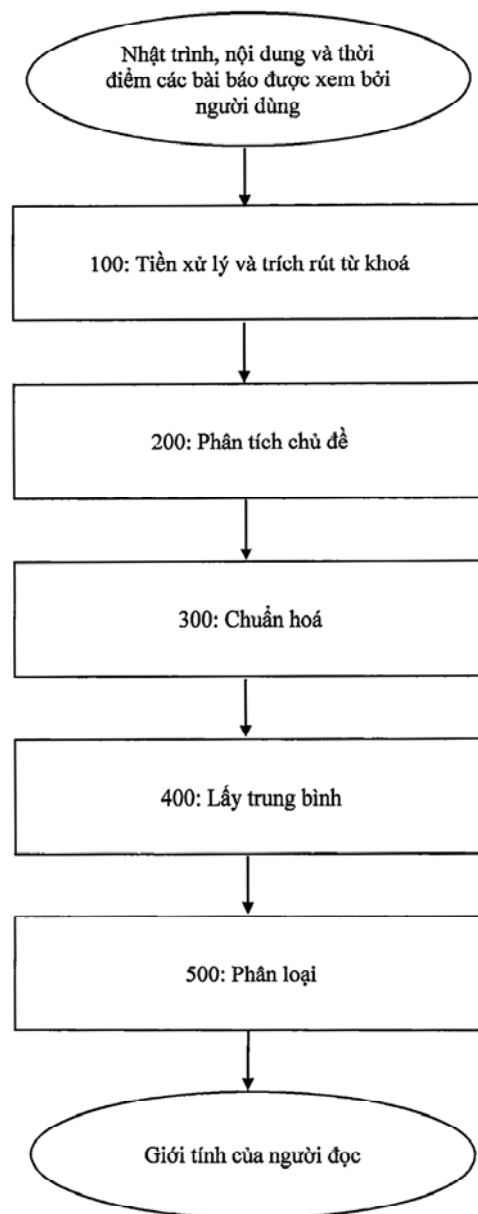 Nhật trình, nội dung và thời
điểm các bài báo được xem bởi
người dùng
100: Tiền xử lý và trích rút từ khoá
200: Phân tích chủ đề
300: Chuẩn hoá
400: Lấy trung bình
500: Phân loại
Giới tính của người đọc